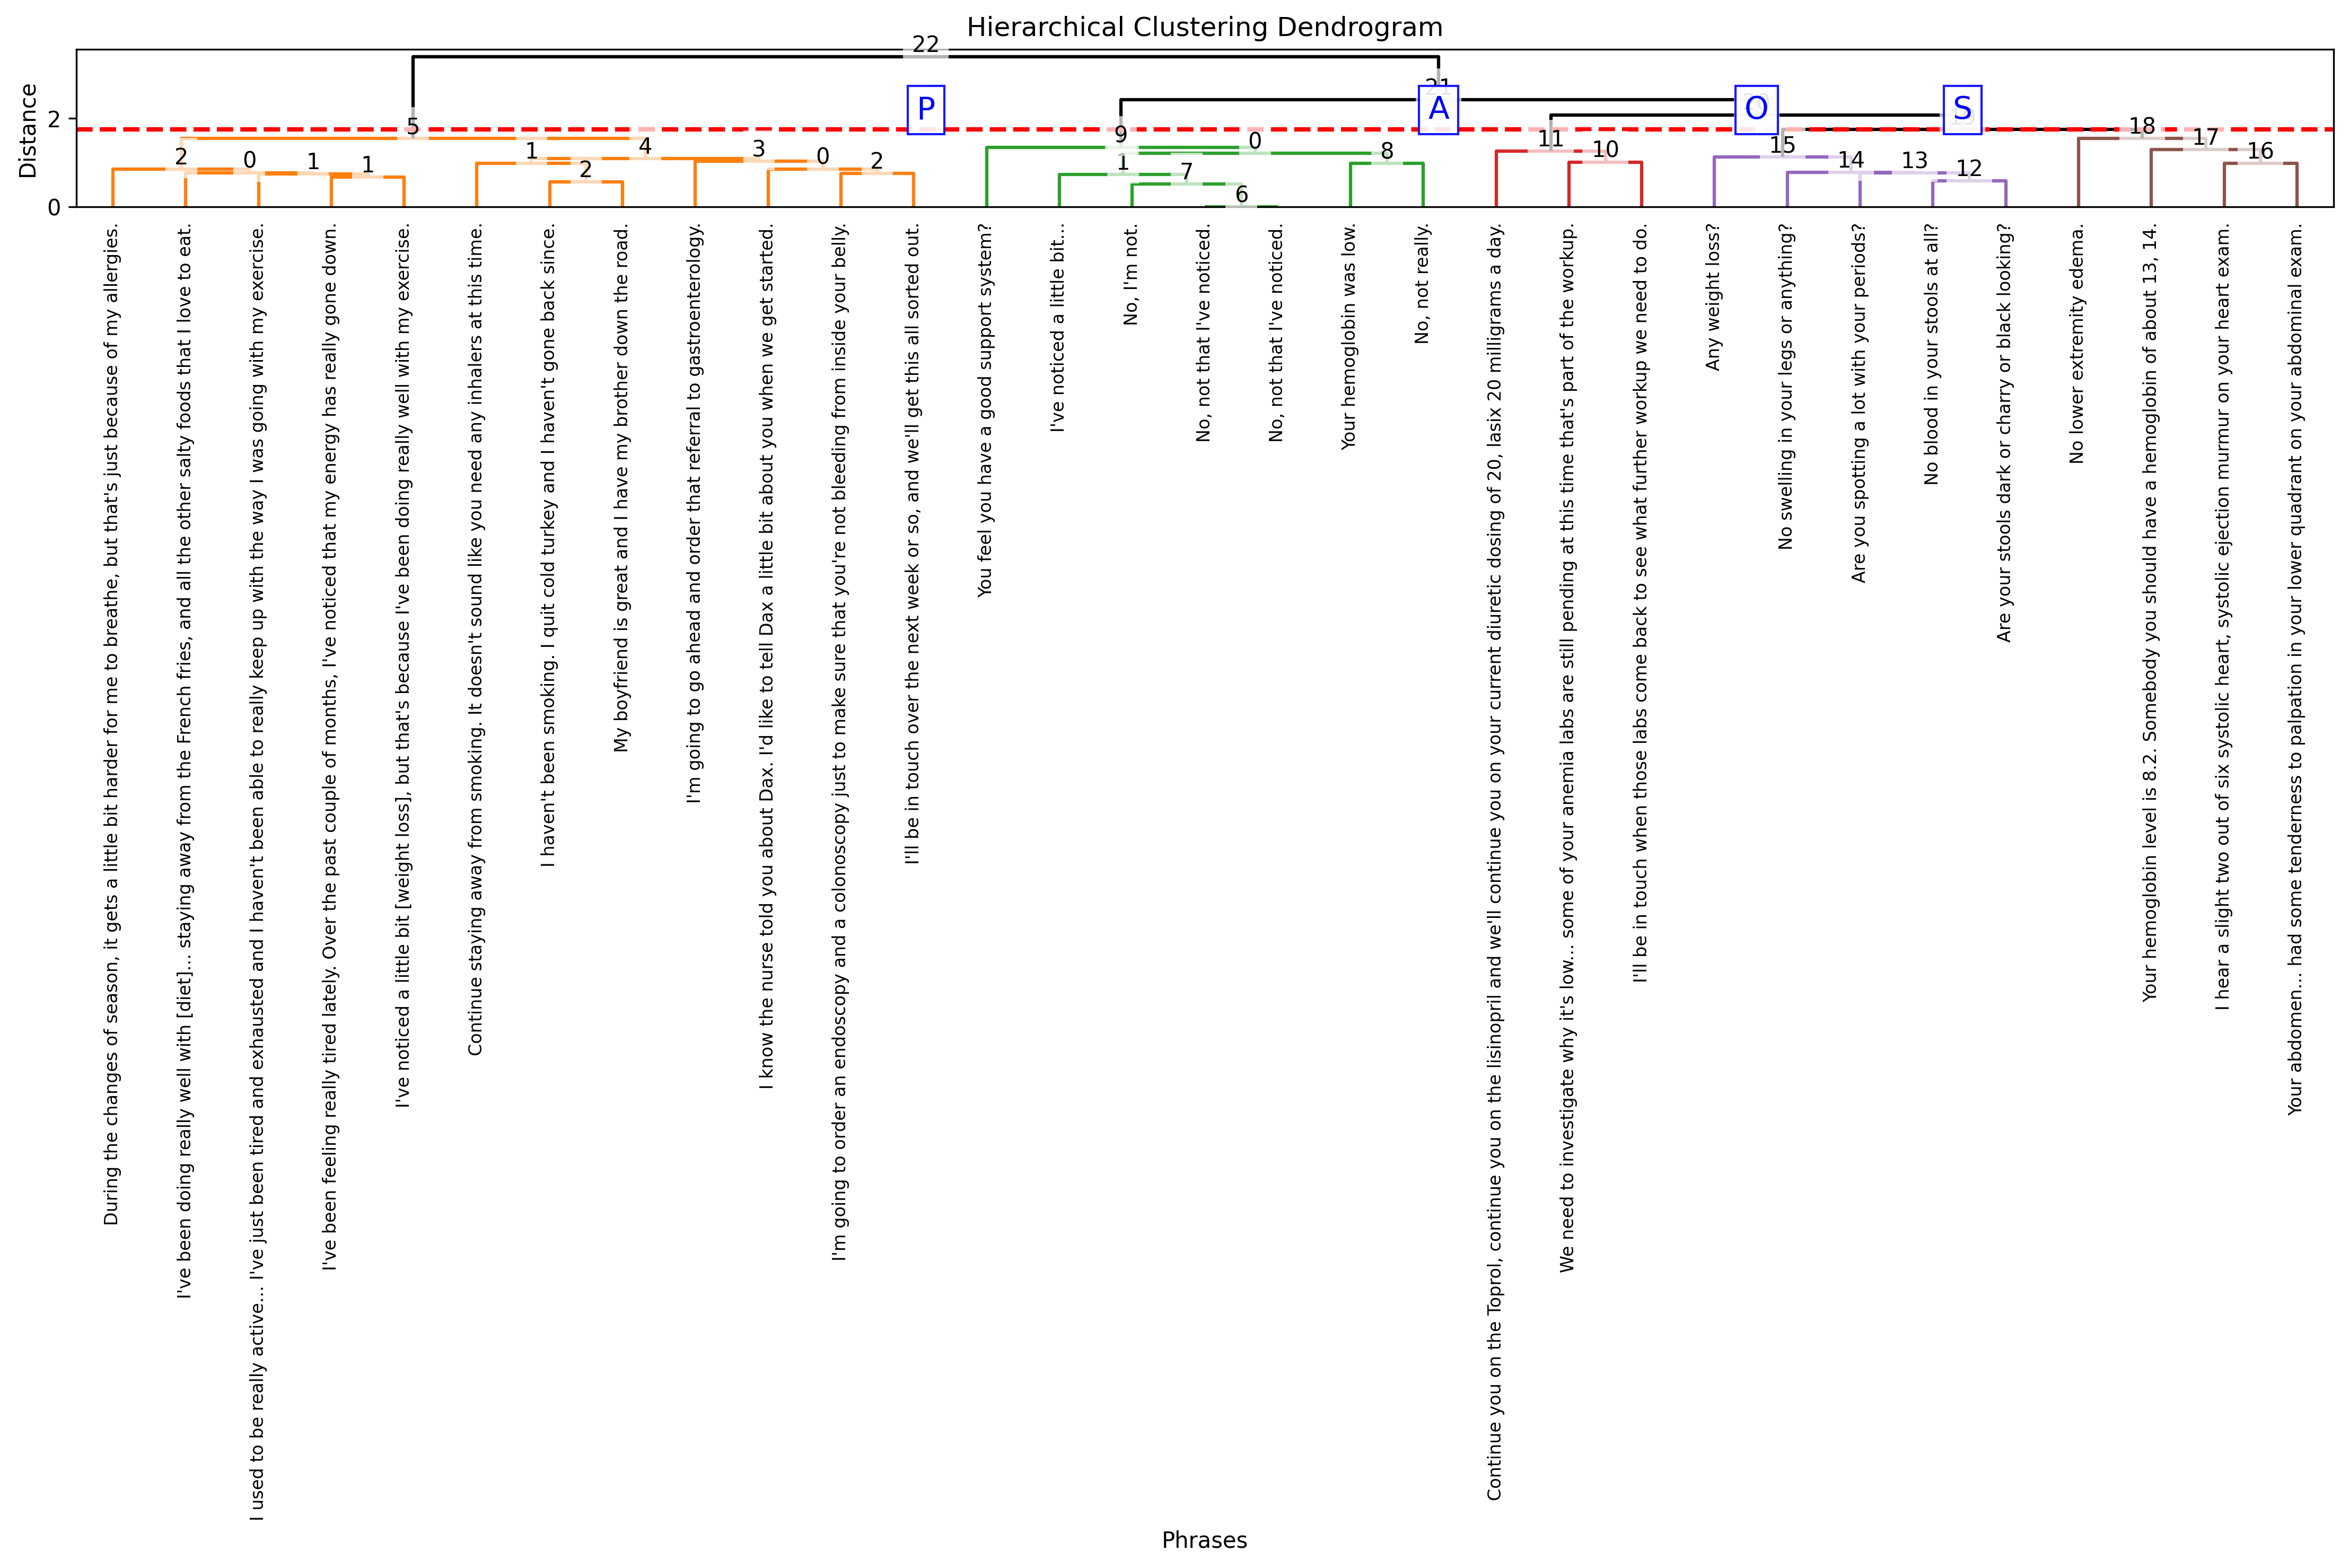 Hierarchical Clustering Dendrogram
Distance
2
0
22
21
P
A
O
S
5
9
11
18
17
16
2
0
1
1
1
4
2
3
0
2
0
8
1
7
6
10
15
14
13
12
During the changes of season, it gets a little bit harder for me to breathe, but that's just because of my allergies.
I've been doing really well with [diet]... staying away from the French fries, and all the other salty foods that I love to eat.
I used to be really active... I've just been tired and exhausted and I haven't been able to really keep up with the way I was going with my exercise.
I've been feeling really tired lately. Over the past couple of months, I've noticed that my energy has really gone down.
I've noticed a little bit [weight loss], but that's because I've been doing really well with my exercise.
Continue staying away from smoking. It doesn't sound like you need any inhalers at this time.
I haven't been smoking. I quit cold turkey and I haven't gone back since.
My boyfriend is great and I have my brother down the road.
I'm going to go ahead and order that referral to gastroenterology.
I know the nurse told you about Dax. I'd like to tell Dax a little bit about you when we get started.
I'm going to order an endoscopy and a colonoscopy just to make sure that you're not bleeding from inside your belly.
I'll be in touch over the next week or so, and we'll get this all sorted out.
You feel you have a good support system?
I've noticed a little bit...
No, I'm not.
No, not that I've noticed.
No, not that I've noticed.
Your hemoglobin was low.
No, not really.
Continue you on the Toprol, continue you on the lisinopril and we'll continue you on your current diuretic dosing of 20, lasix 20 milligrams a day.
We need to investigate why it's low... some of your anemia labs are still pending at this time that's part of the workup.
I'll be in touch when those labs come back to see what further workup we need to do.
Any weight loss?
No swelling in your legs or anything?
Are you spotting a lot with your periods?
No blood in your stools at all?
Are your stools dark or charry or black looking?
No lower extremity edema.
Your hemoglobin level is 8.2. Somebody you should have a hemoglobin of about 13, 14.
I hear a slight two out of six systolic heart, systolic ejection murmur on your heart exam.
Your abdomen... had some tenderness to palpation in your lower quadrant on your abdominal exam.
Phrases